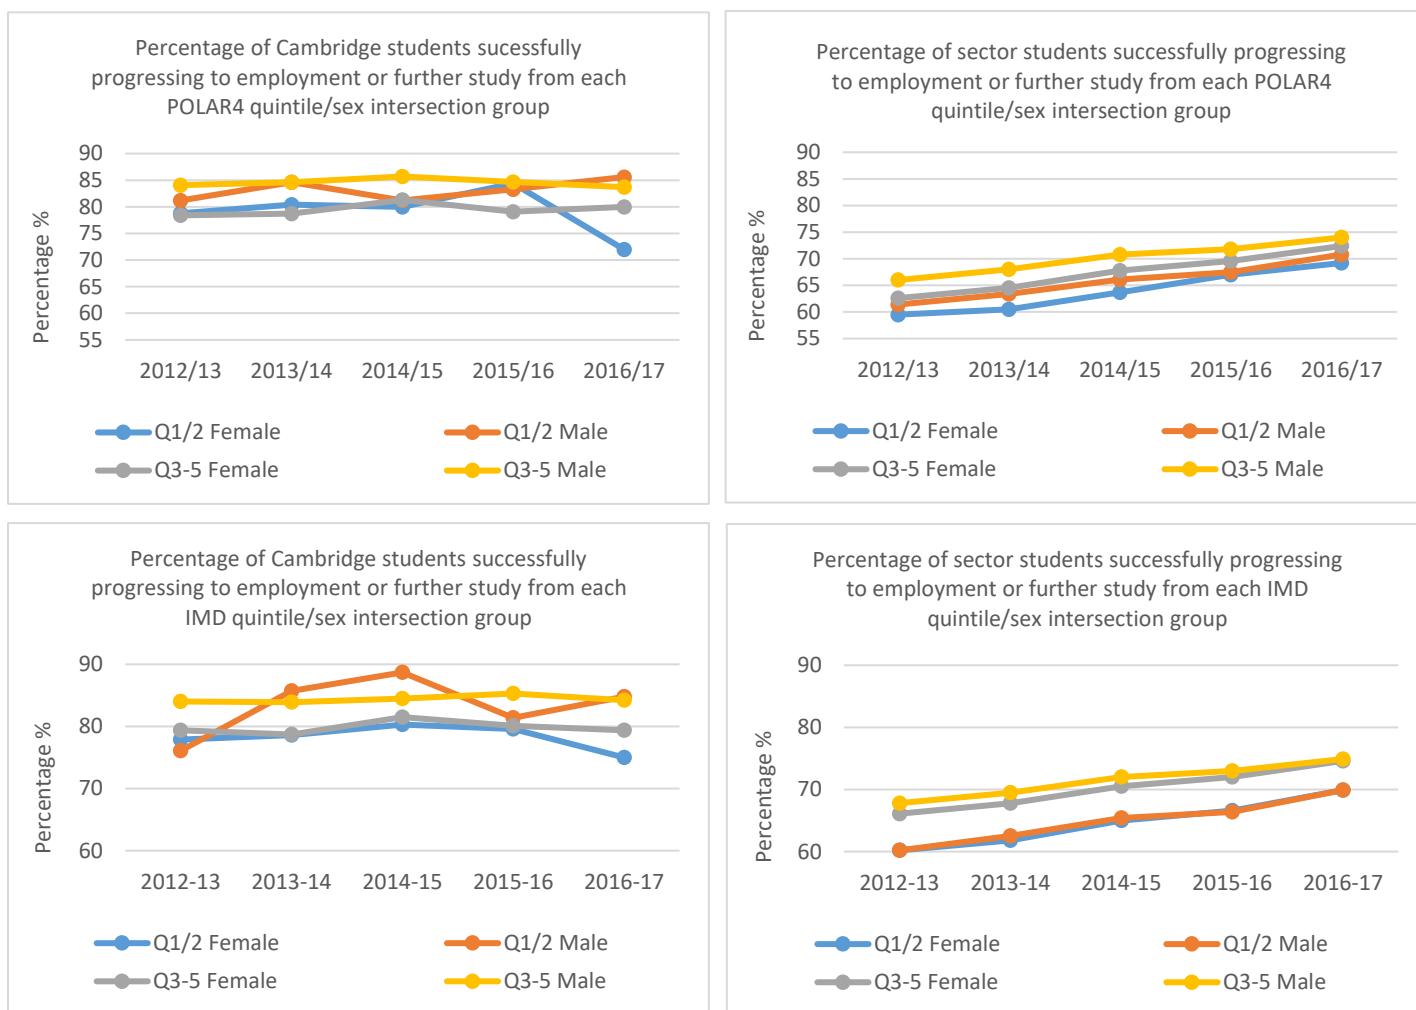 Percentage of Cambridge students sucessfully
progressing to employment or further study from each
POLAR4 quintile/sex intersection group
90
85
80
75
70
65
60
55
Percentage %
2012/13 2013/14 2014/15 2015/16 2016/17
Q1/2 Female Q1/2 Male
Q3-5 Female Q3-5 Male
Percentage of sector students successfully progressing
to employment or further study from each POLAR4
quintile/sex intersection group
90
85
80
75
70
65
60
55
Percentage %
2012/13 2013/14 2014/15 2015/16 2016/17
Q1/2 Female Q1/2 Male
Q3-5 Female Q3-5 Male
Percentage of Cambridge students successfully
progressing to employment or further study from each
IMD quintile/sex intersection group
90
80
70
60
Percentage %
2012-13 2013-14 2014-15 2015-16 2016-17
Q1/2 Female Q1/2 Male
Q3-5 Female Q3-5 Male
Percentage of sector students successfully progressing
to employment or further study from each IMD
quintile/sex intersection group
90
80
70
60
Percentage %
2012-13 2013-14 2014-15 2015-16 2016-17
Q1/2 Female Q1/2 Male
Q3-5 Female Q3-5 Male